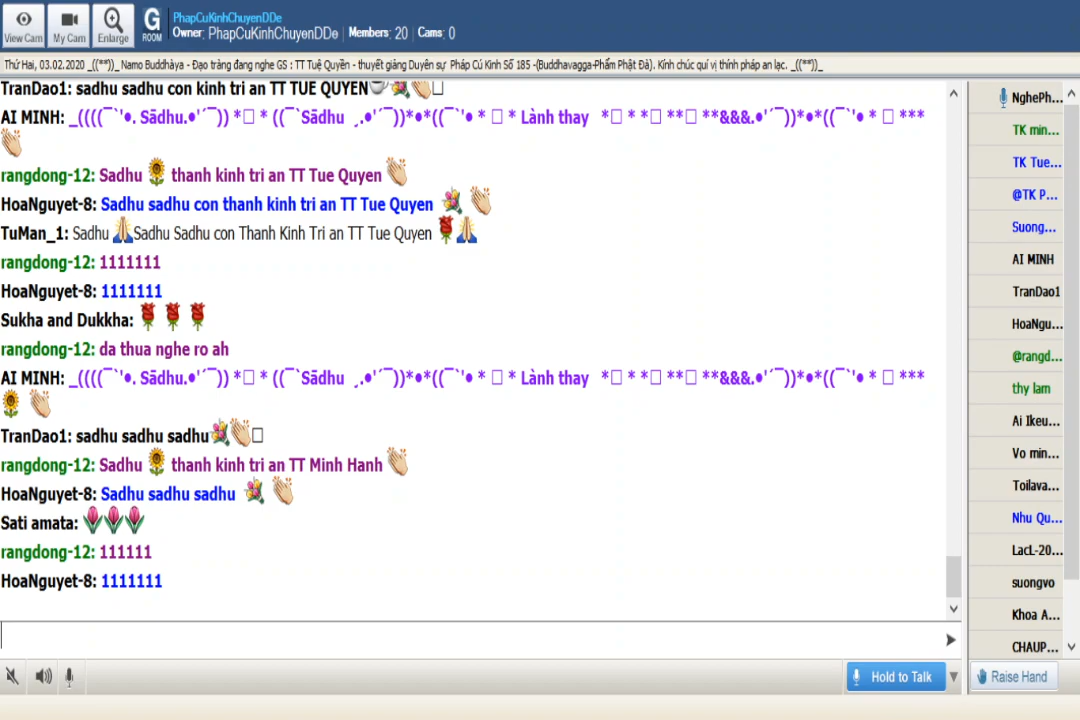 View Cam
My Cam
Enlarge
G
ROOM
PhapCuKinhChuyenDDe
Owner: PhapCuKinhChuyenDDe | Members: 20 | Cams: 0
Thứ Hai, 03.02.2020 _((**))_ Namo Buddhàya - Đạo tràng đang nghe GS : TT Tuệ Quyền - thuyết giảng Duyên sự Pháp Cú Kinh Số 185 -(Buddhavagga-Phẩm Phật Đà). Kính chúc quí vị thính pháp an lạc. _((**))_
TranDao1: sadhu sadhu con kinh tri an TT TUE QUYEN☕💐👏□
AI MINH: _((((¯`'•. Sādhu.•'´¯)) *□ * ((¯`Sādhu ¸.•'´¯))*•*((¯`'• * □ * Lành thay *□ * *□ **□ **&&&.•'´¯))*•*((¯`'• * □ ***
👏
rangdong-12: Sadhu 🌻 thanh kinh tri an TT Tue Quyen 👏
HoaNguyet-8: Sadhu sadhu con thanh kinh tri an TT Tue Quyen 💐 👏
TuMan_1: Sadhu 🙏Sadhu Sadhu con Thanh Kinh Tri an TT Tue Quyen 🌹🙏
rangdong-12: 1111111
HoaNguyet-8: 1111111
Sukha and Dukkha: 🌹 🌹 🌹
rangdong-12: da thua nghe ro ah
AI MINH: _((((¯`'•. Sādhu.•'´¯)) *□ * ((¯`Sādhu ¸.•'´¯))*•*((¯`'• * □ * Lành thay *□ * *□ **□ **&&&.•'´¯))*•*((¯`'• * □ ***
🌻 👏
TranDao1: sadhu sadhu sadhu💐👏□
rangdong-12: Sadhu 🌻 thanh kinh tri an TT Minh Hanh 👏
HoaNguyet-8: Sadhu sadhu sadhu 💐 👏
Sati amata: 🌷🌷🌷
rangdong-12: 111111
HoaNguyet-8: 1111111
NghePh...
TK min...
TK Tue...
@TK P...
Suong...
AI MINH
TranDao1
HoaNgu...
@rangd...
thy lam
Ai Ikeu...
Vo min...
Toilava...
Nhu Qu...
LacL-20...
suongvo
Khoa A...
CHAUP...
Hold to Talk
Raise Hand